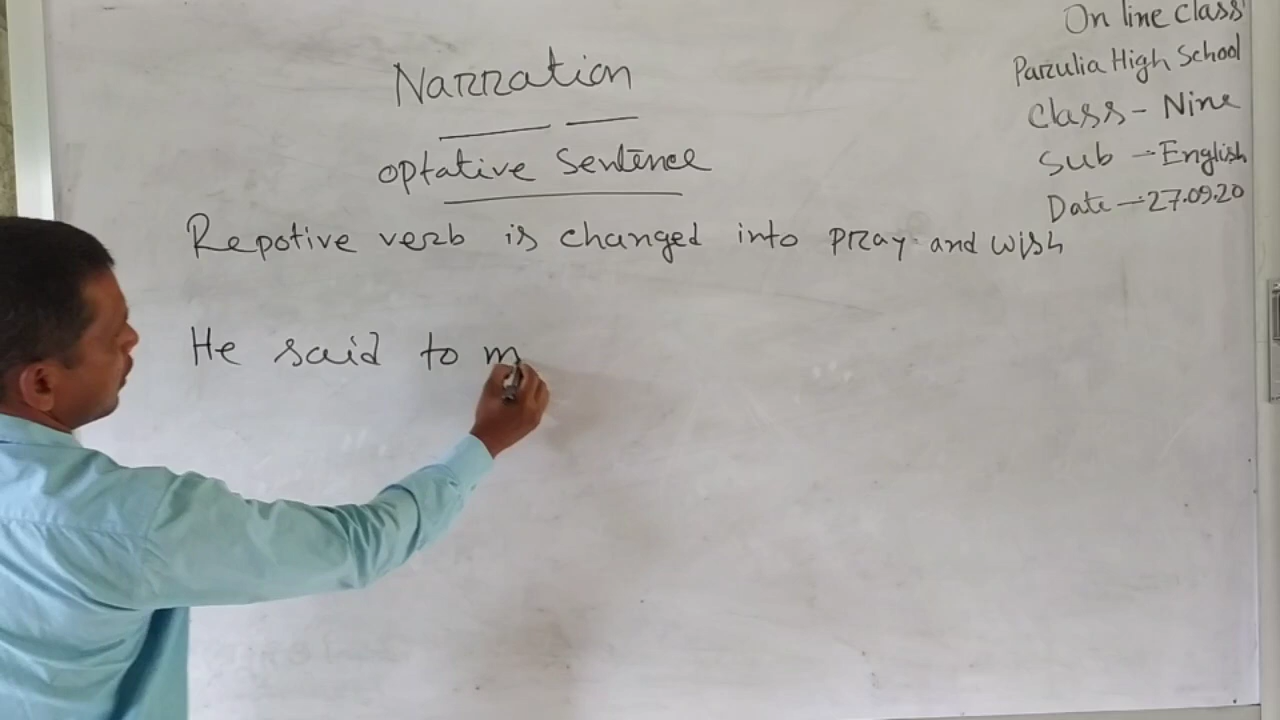 On line class
Parulia High School
Class - Nine
Sub - English
Date - 27.09.20
Narration
Optative Sentence
Repotive verb is changed into pray and wish
He said to m